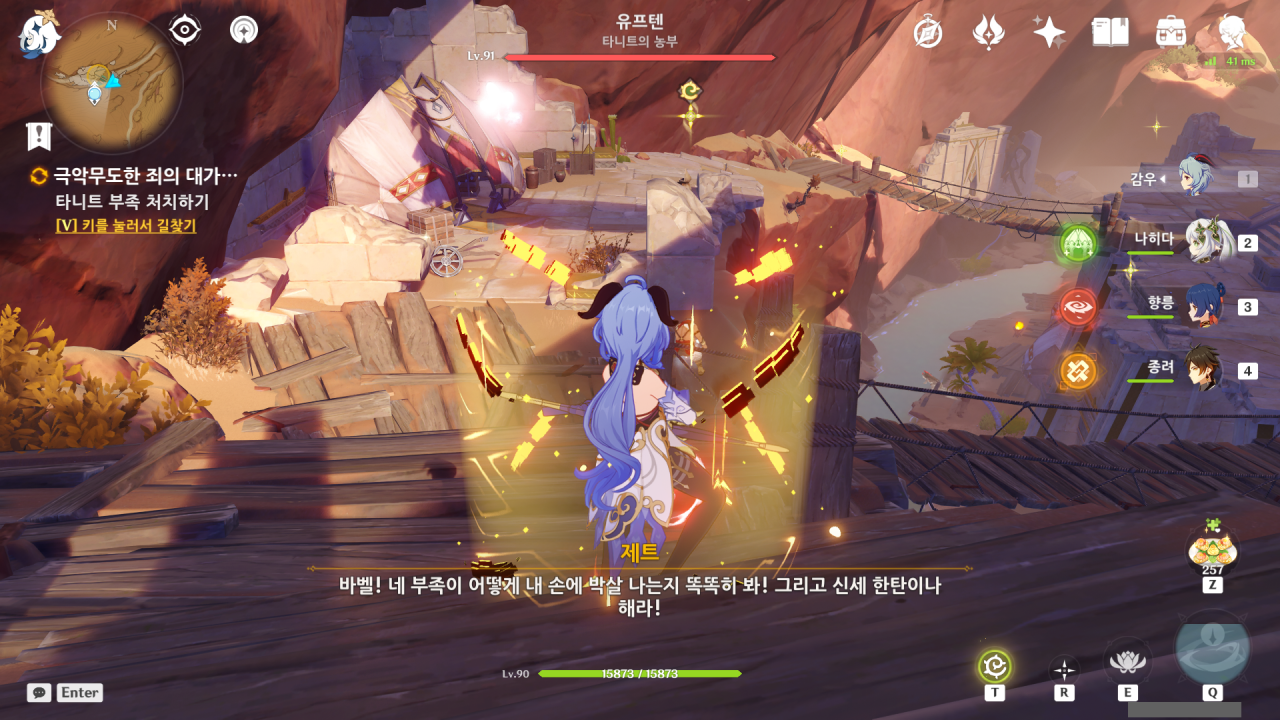 N
유프텐
타니트의 농부
Lv.91
41 ms
극악무도한 죄의 대가…
타니트 부족 처치하기
[V] 키를 눌러서 길찾기
감우
1
나히다
2
향릉
3
종려
4
제트
바벨! 네 부족이 어떻게 내 손에 박살 나는지 똑똑히 봐! 그리고 신세 한탄이나
해라!
257
Z
Lv.90
15873 / 15873
T
R
E
Q
Enter